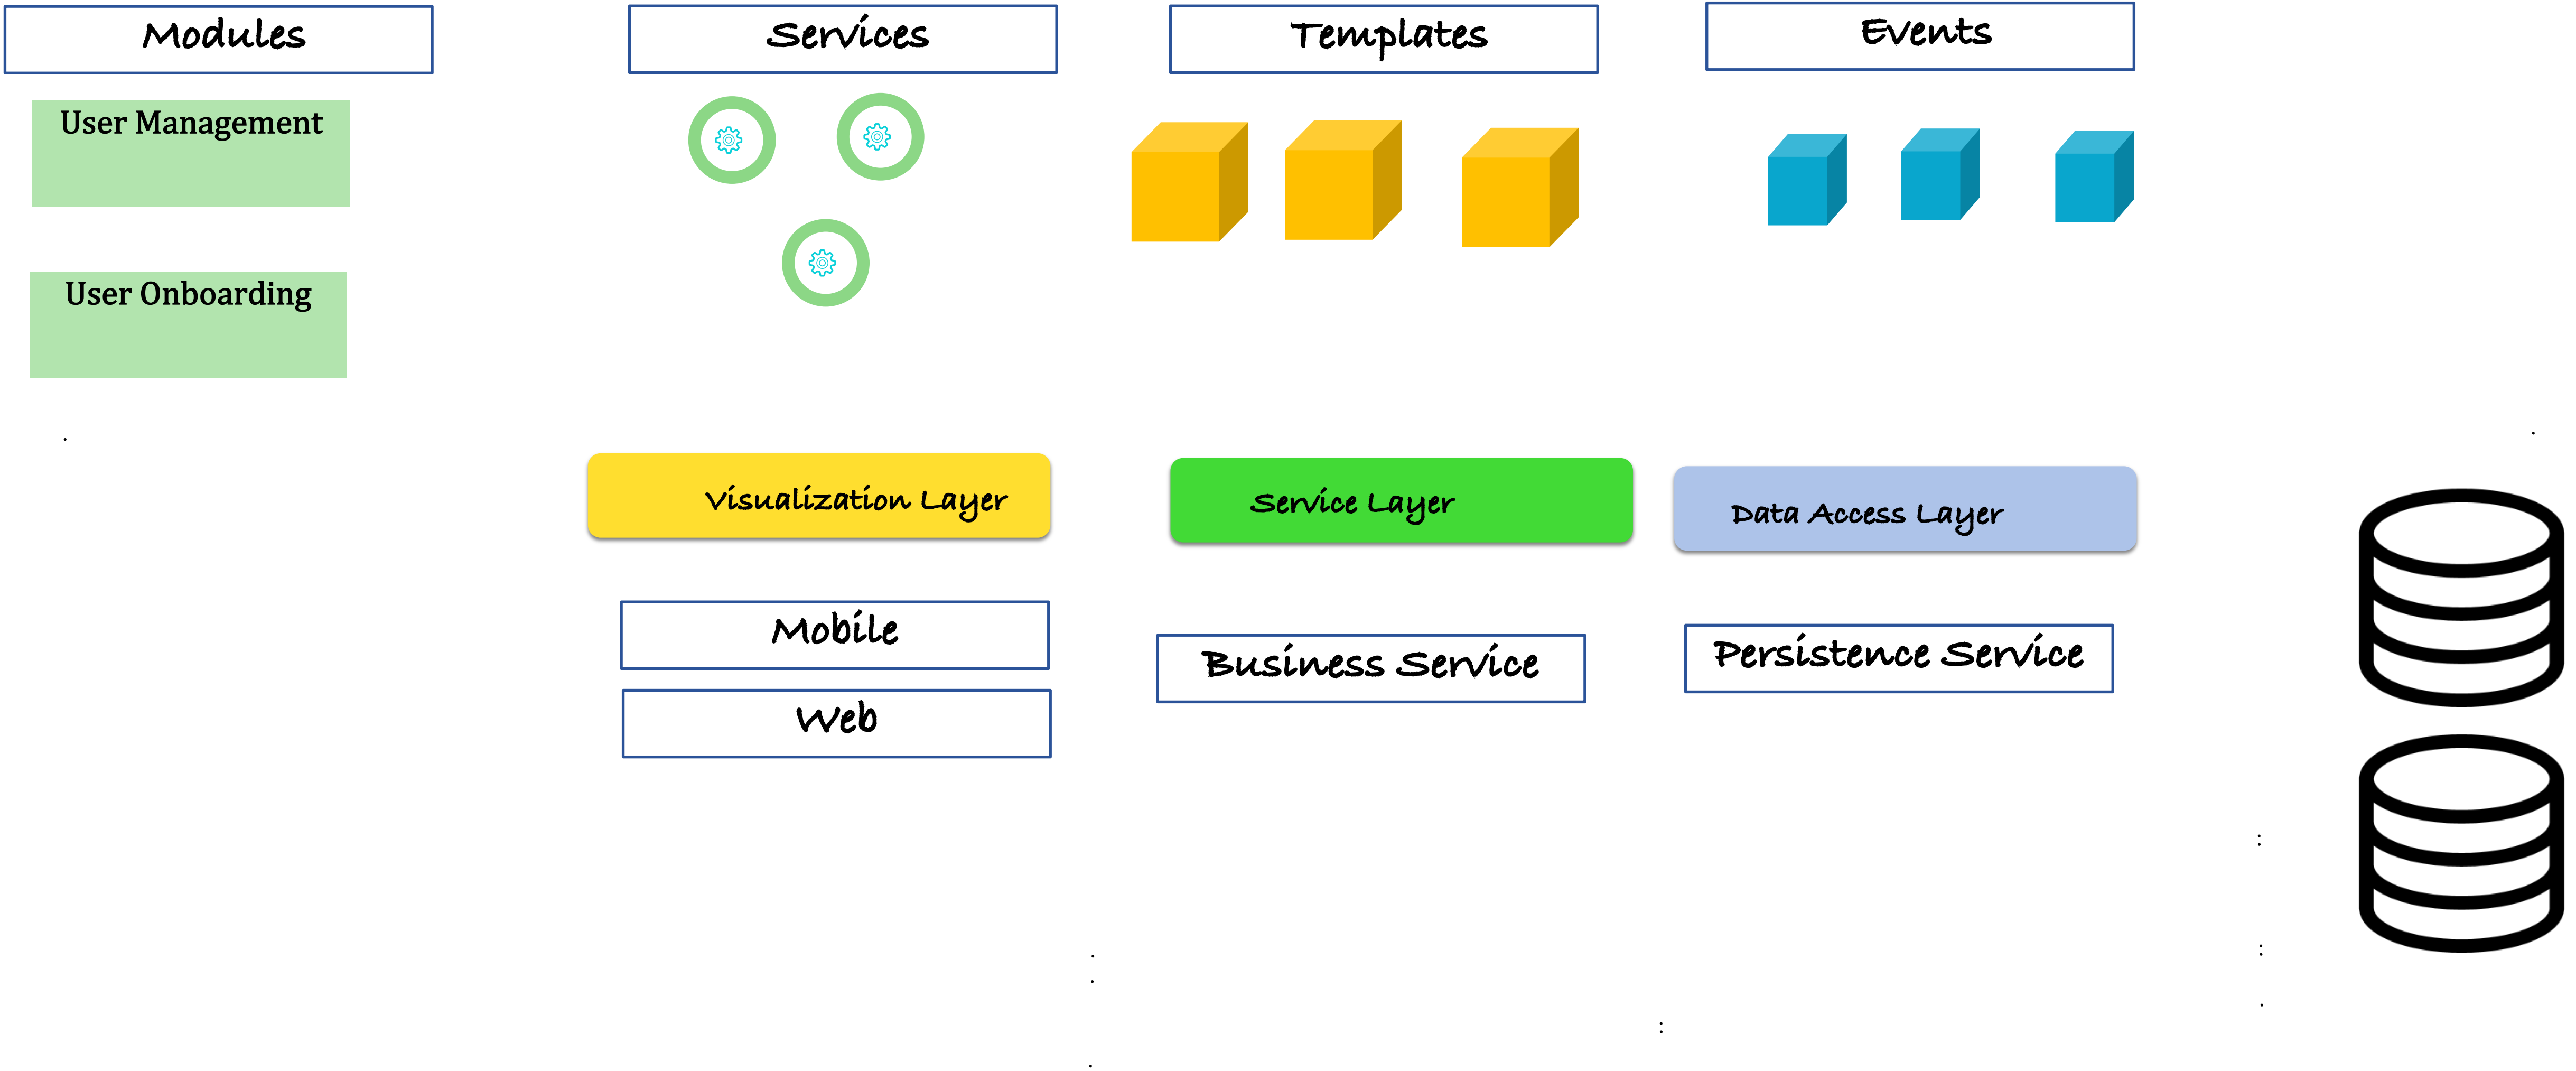 Modules
Services
Templates
Events
User Management
User Onboarding
Visualization Layer
Service Layer
Data Access Layer
Mobile
Business Service
Persistence Service
Web